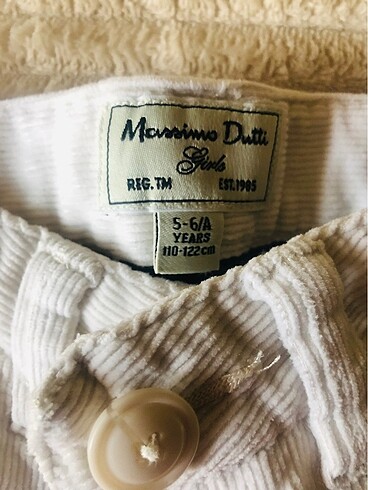 Massimo Dutti
Girls
REG.TM EST.1985
5-6/A
YEARS
110-122cm